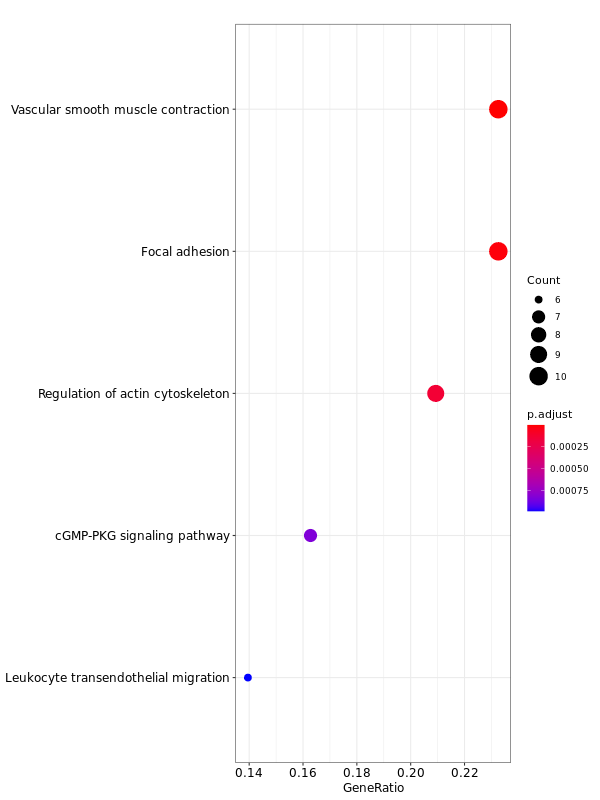 Vascular smooth muscle contraction
Focal adhesion
Regulation of actin cytoskeleton
cGMP-PKG signaling pathway
Leukocyte transendothelial migration
0.14 0.16 0.18 0.20 0.22
GeneRatio
Count
6
7
8
9
10
p.adjust
0.00025
0.00050
0.00075